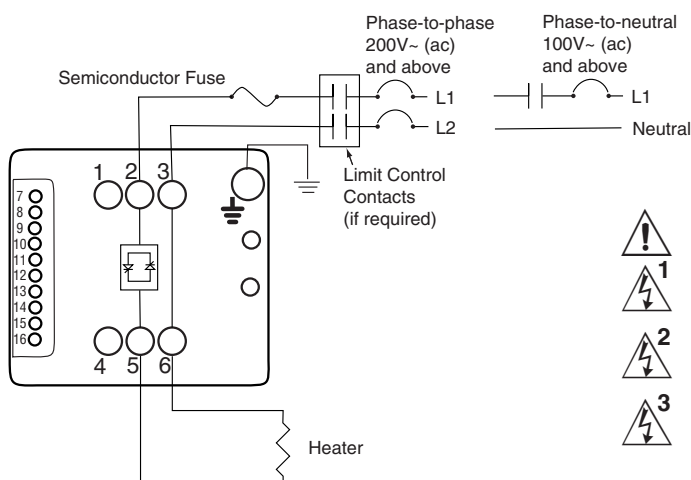 Phase-to-phase
200V~ (ac)
and above
Phase-to-neutral
100V~ (ac)
and above
Semiconductor Fuse
L1
L1
L2
Neutral
Limit Control
Contacts
(if required)
1 2 3
7
8
9
10
11
12
13
14
15
16
4 5 6
Heater
!
1
2
3